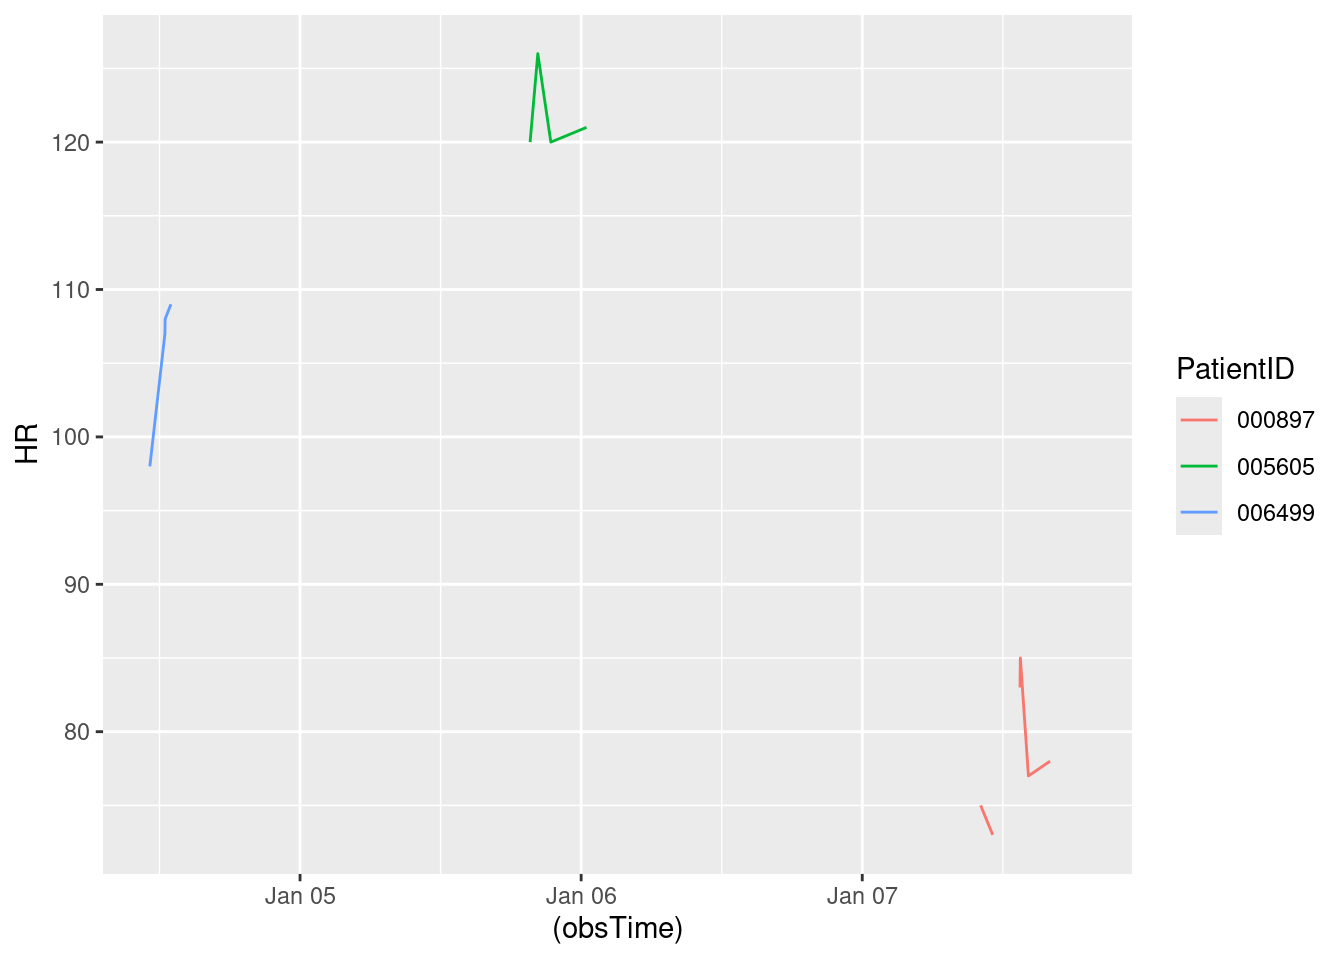 120
110
100
90
80
HR
Jan 05
Jan 06
Jan 07
(obsTime)
PatientID
000897
005605
006499